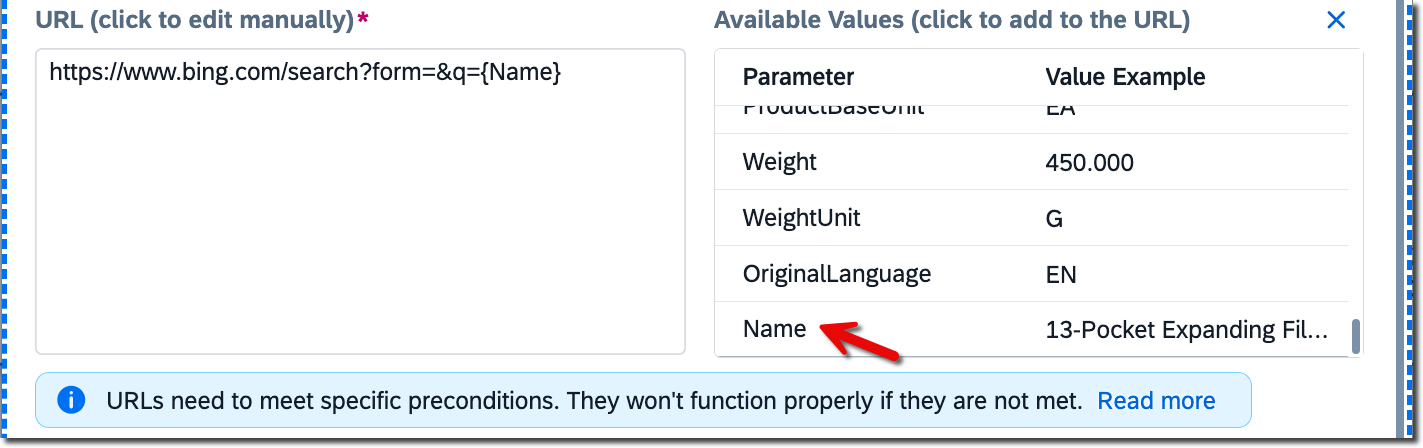 URL (click to edit manually)*
Available Values (click to add to the URL)
https://www.bing.com/search?form=&q={Name}
Parameter Value Example
ProductBaseUnit EA
Weight 450.000
WeightUnit G
OriginalLanguage EN
Name 13-Pocket Expanding Fil...
URLs need to meet specific preconditions. They won't function properly if they are not met. Read more